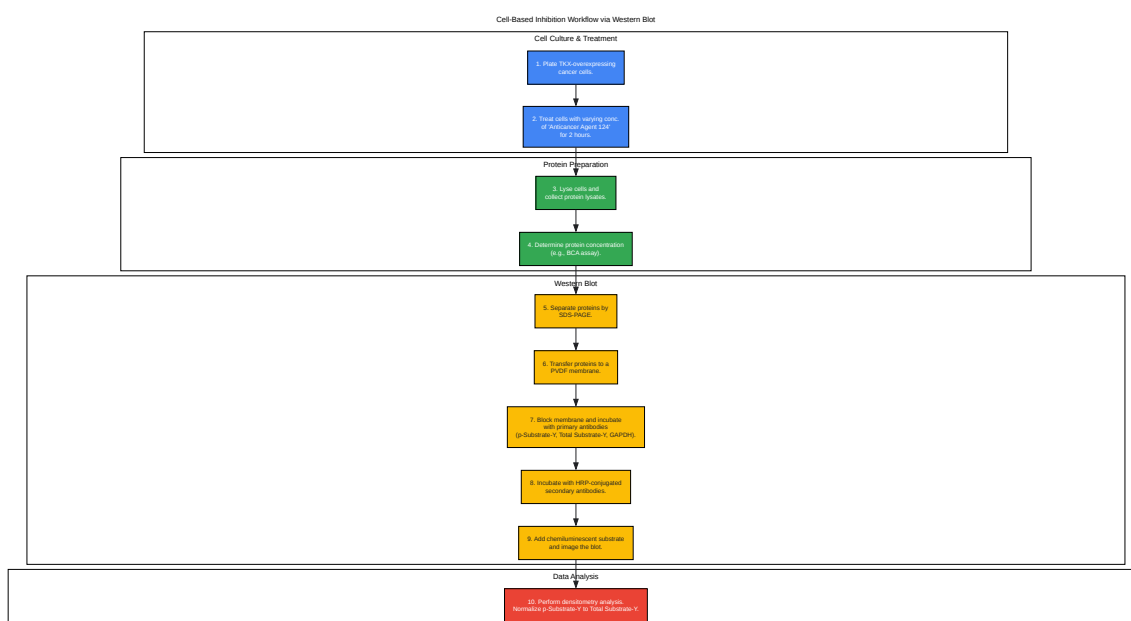 Cell-Based Inhibition Workflow via Western Blot
Cell Culture & Treatment
1. Plate TKX-overexpressing
cancer cells.
2. Treat cells with varying conc.
of 'Anticancer Agent 124'
for 2 hours.
Protein Preparation
3. Lyse cells and
collect protein lysates.
4. Determine protein concentration
(e.g., BCA assay).
Western Blot
5. Separate proteins by
SDS-PAGE.
6. Transfer proteins to a
PVDF membrane.
7. Block membrane and incubate
with primary antibodies
(p-Substrate-Y, Total Substrate-Y, GAPDH).
8. Incubate with HRP-conjugated
secondary antibodies.
9. Add chemiluminescent substrate
and image the blot.
Data Analysis
10. Perform densitometry analysis.
Normalize p-Substrate-Y to Total Substrate-Y.